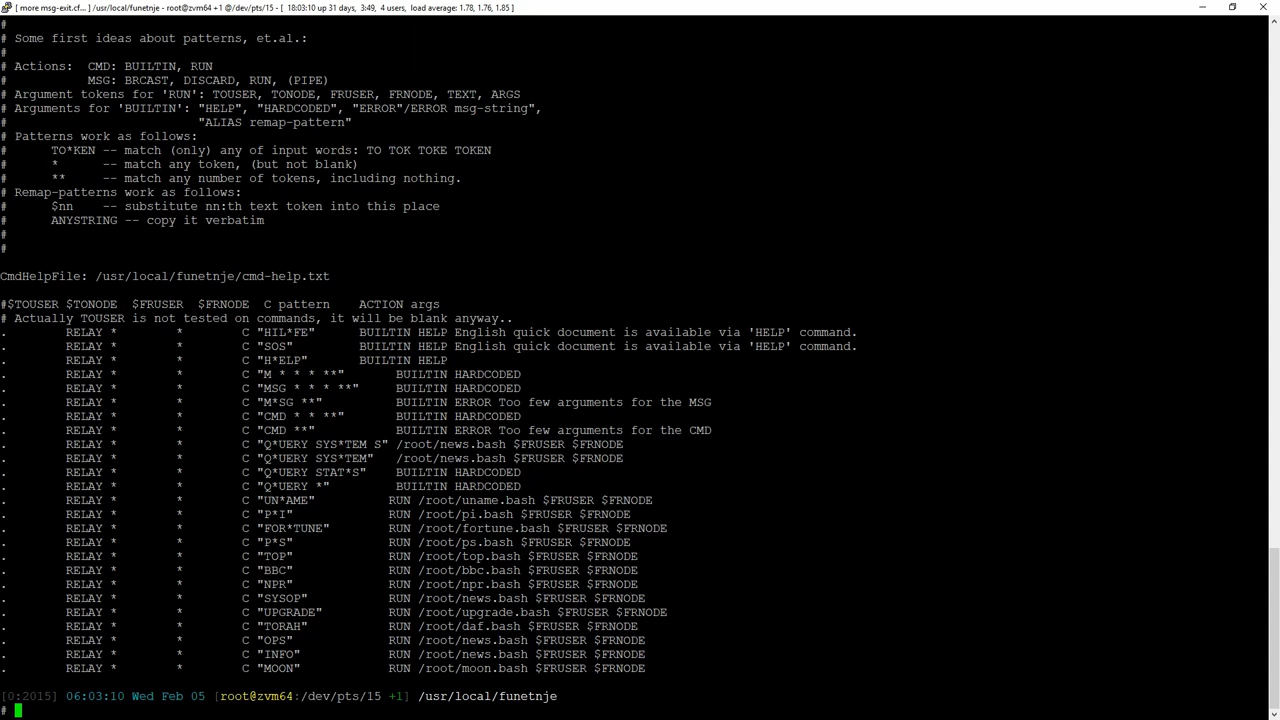 [ more msg-exit.cf... ] /usr/local/funetnje - root@zvm64 +1 @/dev/pts/15 - [ 18:03:10 up 31 days, 3:49, 4 users, load average: 1.78, 1.76, 1.85 ]
#
# Some first ideas about patterns, et.al.:
#
# Actions:  CMD: BUILTIN, RUN
#           MSG: BRCAST, DISCARD, RUN, (PIPE)
# Argument tokens for 'RUN': TOUSER, TONODE, FRUSER, FRNODE, TEXT, ARGS
# Arguments for 'BUILTIN': "HELP", "HARDCODED", "ERROR"/ERROR msg-string",
#                          "ALIAS remap-pattern"
# Patterns work as follows:
#      TO*KEN -- match (only) any of input words: TO TOK TOKE TOKEN
#      *      -- match any token, (but not blank)
#      **     -- match any number of tokens, including nothing.
# Remap-patterns work as follows:
#      $nn    -- substitute nn:th text token into this place
#      ANYSTRING -- copy it verbatim
#
#
CmdHelpFile: /usr/local/funetnje/cmd-help.txt
#$TOUSER $TONODE  $FRUSER  $FRNODE  C pattern    ACTION args
# Actually TOUSER is not tested on commands, it will be blank anyway..
.        RELAY *        *        C "HIL*FE"      BUILTIN HELP English quick document is available via 'HELP' command.
.        RELAY *        *        C "SOS"         BUILTIN HELP English quick document is available via 'HELP' command.
.        RELAY *        *        C "H*ELP"       BUILTIN HELP
.        RELAY *        *        C "M * * * **"       BUILTIN HARDCODED
.        RELAY *        *        C "MSG * * * **"     BUILTIN HARDCODED
.        RELAY *        *        C "M*SG **"          BUILTIN ERROR Too few arguments for the MSG
.        RELAY *        *        C "CMD * * **"       BUILTIN HARDCODED
.        RELAY *        *        C "CMD **"           BUILTIN ERROR Too few arguments for the CMD
.        RELAY *        *        C "Q*UERY SYS*TEM S" /root/news.bash $FRUSER $FRNODE
.        RELAY *        *        C "Q*UERY SYS*TEM"   /root/news.bash $FRUSER $FRNODE
.        RELAY *        *        C "Q*UERY STAT*S"    BUILTIN HARDCODED
.        RELAY *        *        C "Q*UERY *"         BUILTIN HARDCODED
.        RELAY *        *        C "UN*AME"          RUN /root/uname.bash $FRUSER $FRNODE
.        RELAY *        *        C "P*I"             RUN /root/pi.bash $FRUSER $FRNODE
.        RELAY *        *        C "FOR*TUNE"        RUN /root/fortune.bash $FRUSER $FRNODE
.        RELAY *        *        C "P*S"             RUN /root/ps.bash $FRUSER $FRNODE
.        RELAY *        *        C "TOP"             RUN /root/top.bash $FRUSER $FRNODE
.        RELAY *        *        C "BBC"             RUN /root/bbc.bash $FRUSER $FRNODE
.        RELAY *        *        C "NPR"             RUN /root/npr.bash $FRUSER $FRNODE
.        RELAY *        *        C "SYSOP"           RUN /root/news.bash $FRUSER $FRNODE
.        RELAY *        *        C "UPGRADE"         RUN /root/upgrade.bash $FRUSER $FRNODE
.        RELAY *        *        C "TORAH"           RUN /root/daf.bash $FRUSER $FRNODE
.        RELAY *        *        C "OPS"             RUN /root/news.bash $FRUSER $FRNODE
.        RELAY *        *        C "INFO"            RUN /root/news.bash $FRUSER $FRNODE
.        RELAY *        *        C "MOON"            RUN /root/moon.bash $FRUSER $FRNODE
[0:2015] 06:03:10 Wed Feb 05 [root@zvm64:/dev/pts/15 +1] /usr/local/funetnje
#